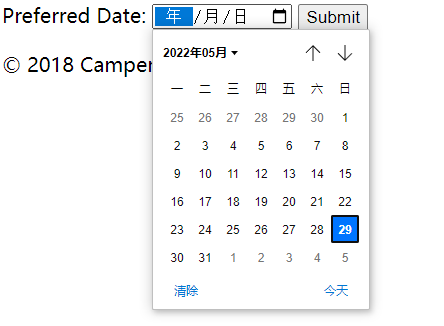 Preferred Date: 年/月/日 Submit
2022年05月
一 二 三 四 五 六 日
25 26 27 28 29 30 1
2 3 4 5 6 7 8
9 10 11 12 13 14 15
16 17 18 19 20 21 22
23 24 25 26 27 28 29
30 31 1 2 3 4 5
清除 今天
© 2018 Camper